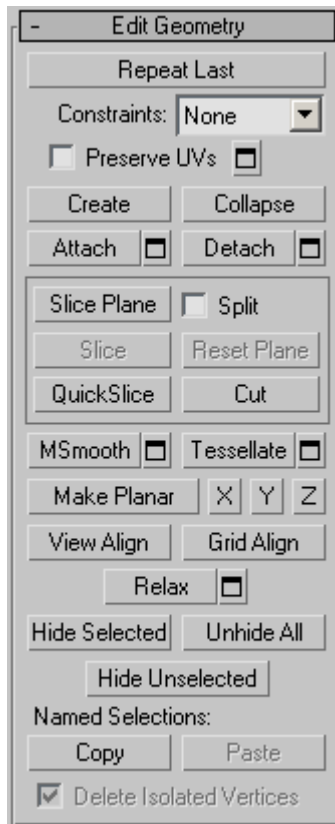 - Edit Geometry
Repeat Last
Constraints: None
Preserve UVs
Create Collapse
Attach Detach
Slice Plane Split
Slice Reset Plane
QuickSlice Cut
MSmooth Tessellate
Make Planar X Y Z
View Align Grid Align
Relax
Hide Selected Unhide All
Hide Unselected
Named Selections:
Copy Paste
Delete Isolated Vertices